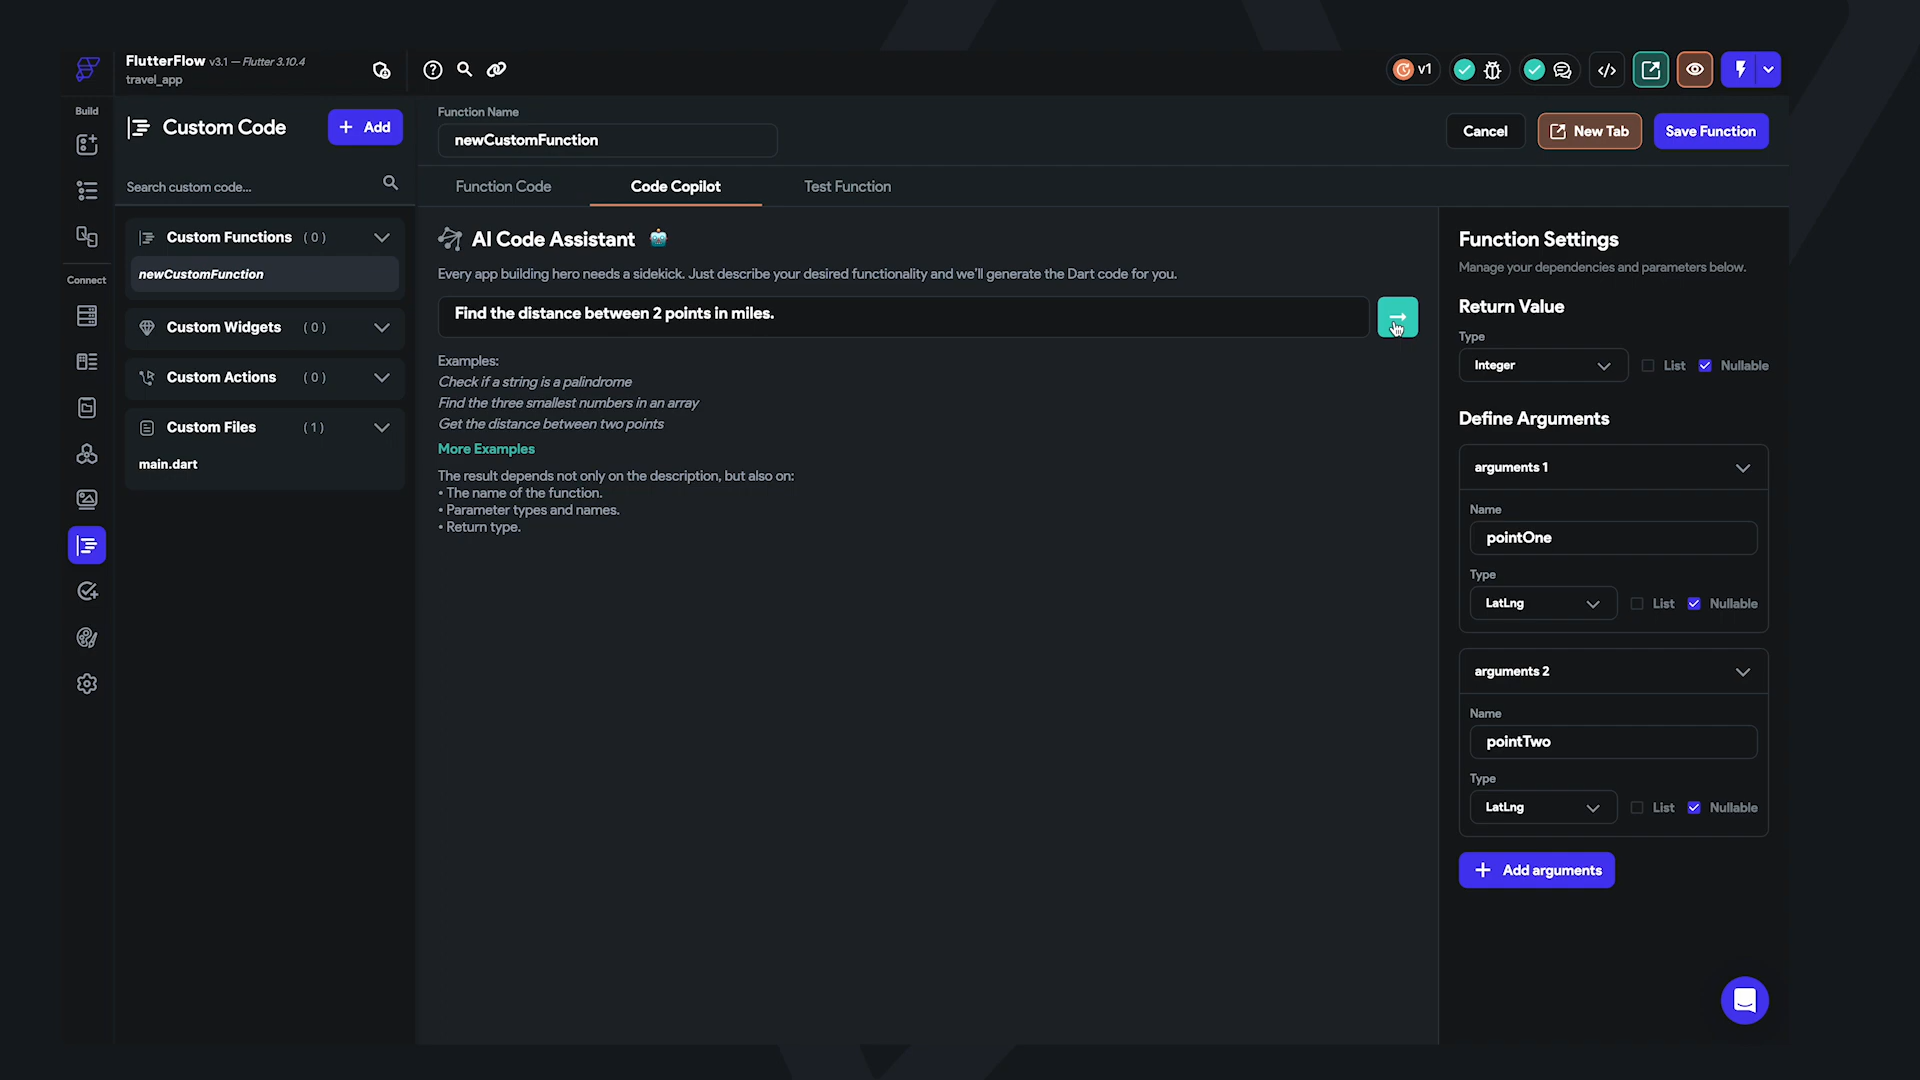 FlutterFlow v3.1 — Flutter 3.10.4
travel_app
v1
Build
Connect
Custom Code
+ Add
Search custom code...
Custom Functions ( 0 )
newCustomFunction
Custom Widgets ( 0 )
Custom Actions ( 0 )
Custom Files ( 1 )
main.dart
Function Name
newCustomFunction
Cancel
New Tab
Save Function
Function Code
Code Copilot
Test Function
AI Code Assistant
Every app building hero needs a sidekick. Just describe your desired functionality and we'll generate the Dart code for you.
Find the distance between 2 points in miles.
Examples:
Check if a string is a palindrome
Find the three smallest numbers in an array
Get the distance between two points
More Examples
The result depends not only on the description, but also on:
• The name of the function.
• Parameter types and names.
• Return type.
Function Settings
Manage your dependencies and parameters below.
Return Value
Type
Integer
List
Nullable
Define Arguments
arguments 1
Name
pointOne
Type
LatLng
List
Nullable
arguments 2
Name
pointTwo
Type
LatLng
List
Nullable
+ Add arguments